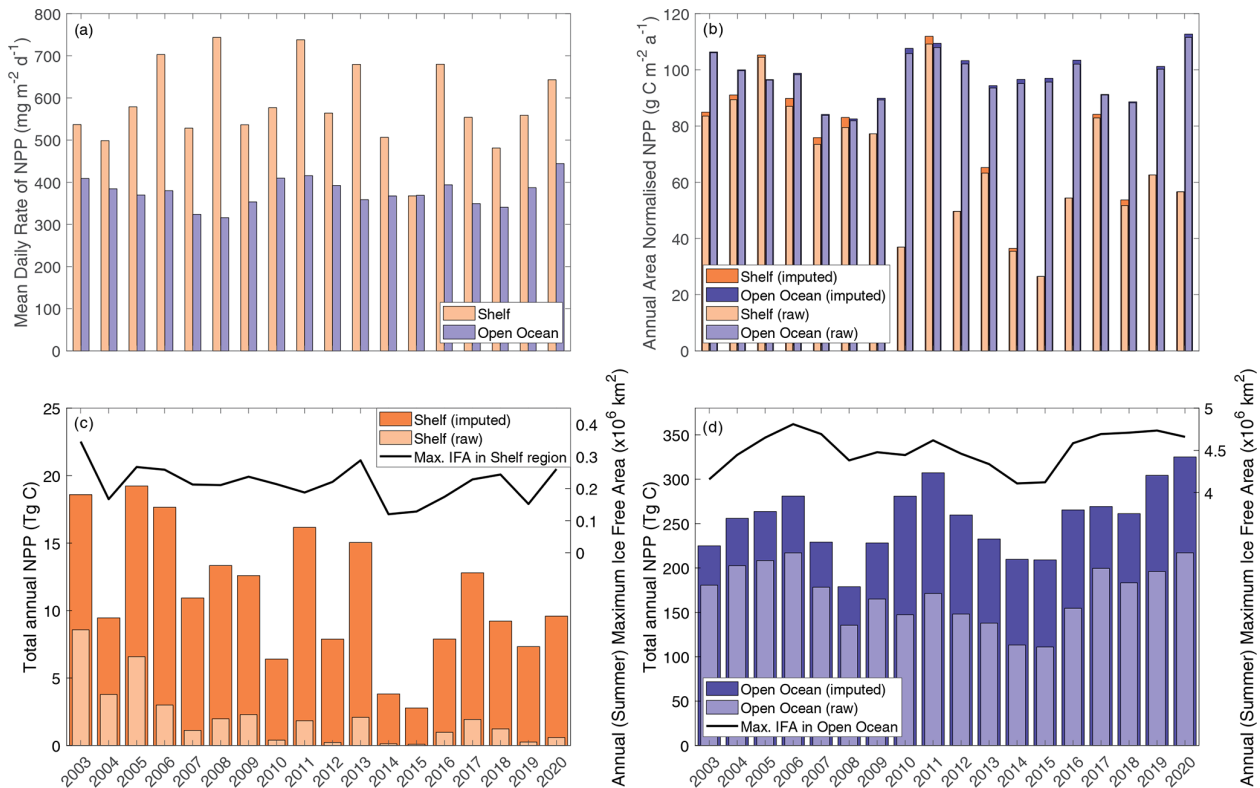 (a)
Mean Daily Rate of NPP (mg m⁻² d⁻¹)
800
700
600
500
400
300
200
100
0
Shelf
Open Ocean
(b)
Annual Area Normalised NPP (g C m⁻² a⁻¹)
120
100
80
60
40
20
0
Shelf (imputed)
Open Ocean (imputed)
Shelf (raw)
Open Ocean (raw)
(c)
Total annual NPP (Tg C)
25
20
15
10
5
0
Shelf (imputed)
Shelf (raw)
Max. IFA in Shelf region
0.4
0.3
0.2
0.1
0
Annual (Summer) Maximum Ice Free Area (x10⁶ km²)
2003 2004 2005 2006 2007 2008 2009 2010 2011 2012 2013 2014 2015 2016 2017 2018 2019 2020
(d)
Total annual NPP (Tg C)
350
300
250
200
150
100
50
0
Open Ocean (imputed)
Open Ocean (raw)
Max. IFA in Open Ocean
5
4.5
4
Annual (Summer) Maximum Ice Free Area (x10⁶ km²)
2003 2004 2005 2006 2007 2008 2009 2010 2011 2012 2013 2014 2015 2016 2017 2018 2019 2020